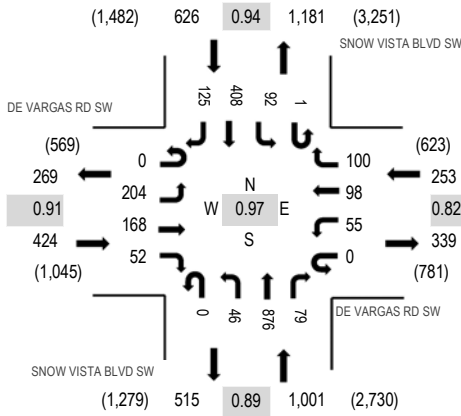 (1,482) 626 0.94 1,181 (3,251)
SNOW VISTA BLVD SW
DE VARGAS RD SW
125 408 92 1
(569) (623)
0 100
269 253
204 98
N
0.91 W 0.97 E 0.82
168 55
S
424 339
52 0
(1,045) (781)
0 46 876 79
DE VARGAS RD SW
SNOW VISTA BLVD SW
(1,279) 515 0.89 1,001 (2,730)